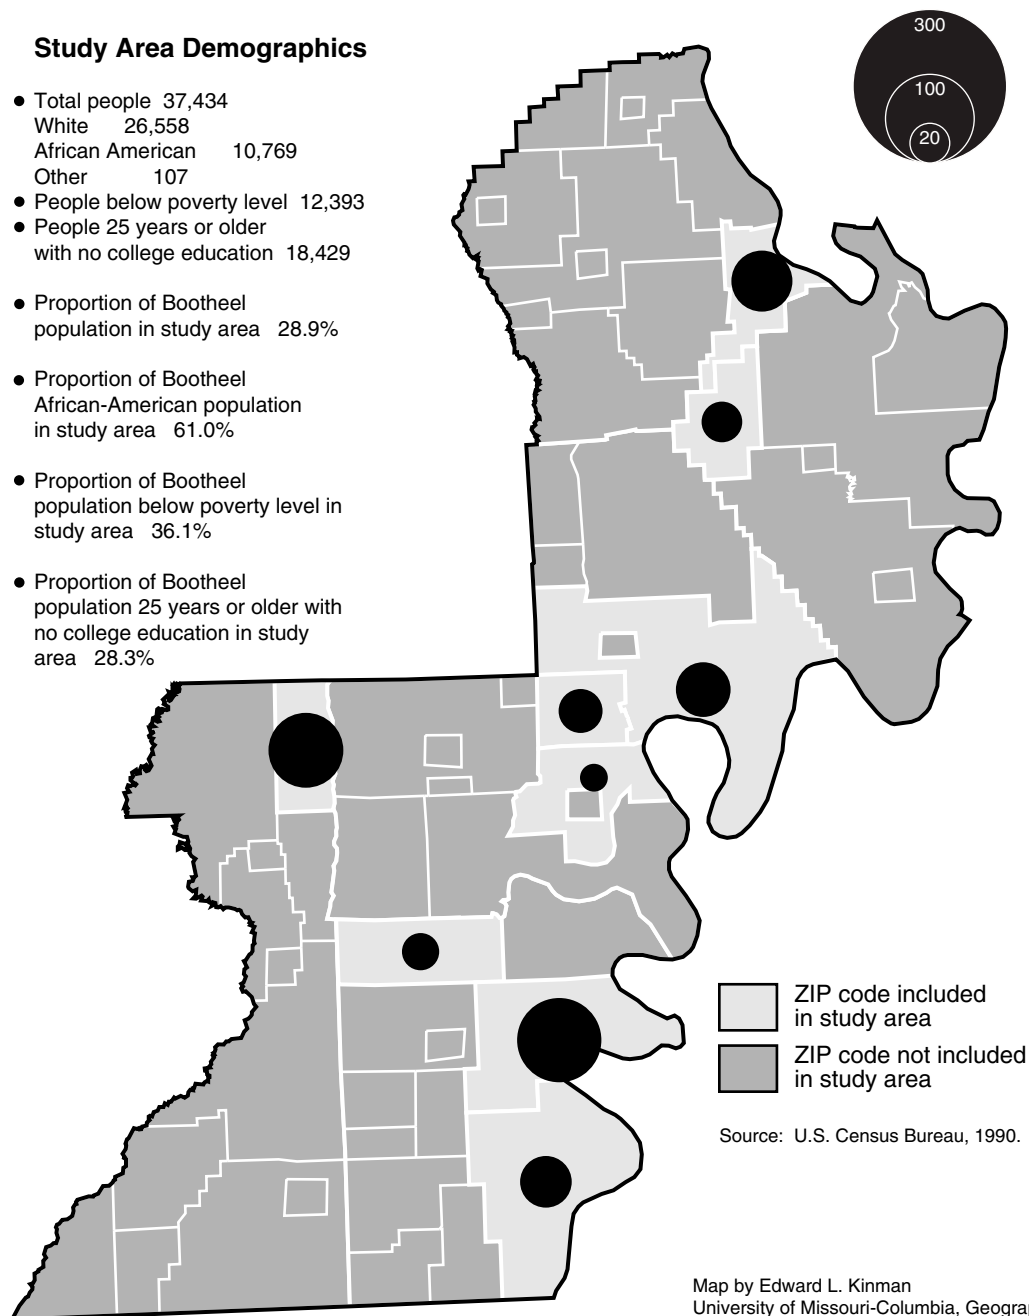 Study Area Demographics
• Total people 37,434
White 26,558
African American 10,769
Other 107
• People below poverty level 12,393
• People 25 years or older
with no college education 18,429
• Proportion of Bootheel
population in study area 28.9%
• Proportion of Bootheel
African-American population
in study area 61.0%
• Proportion of Bootheel
population below poverty level in
study area 36.1%
• Proportion of Bootheel
population 25 years or older with
no college education in study
area 28.3%
300
100
20
ZIP code included
in study area
ZIP code not included
in study area
Source: U.S. Census Bureau, 1990.
Map by Edward L. Kinman
University of Missouri-Columbia,